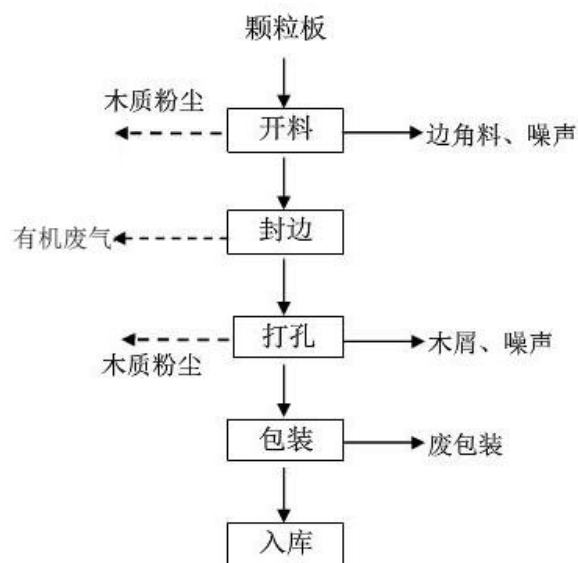 颗粒板
木质粉尘
开料
边角料、噪声
有机废气
封边
打孔
木屑、噪声
木质粉尘
包装
废包装
入库